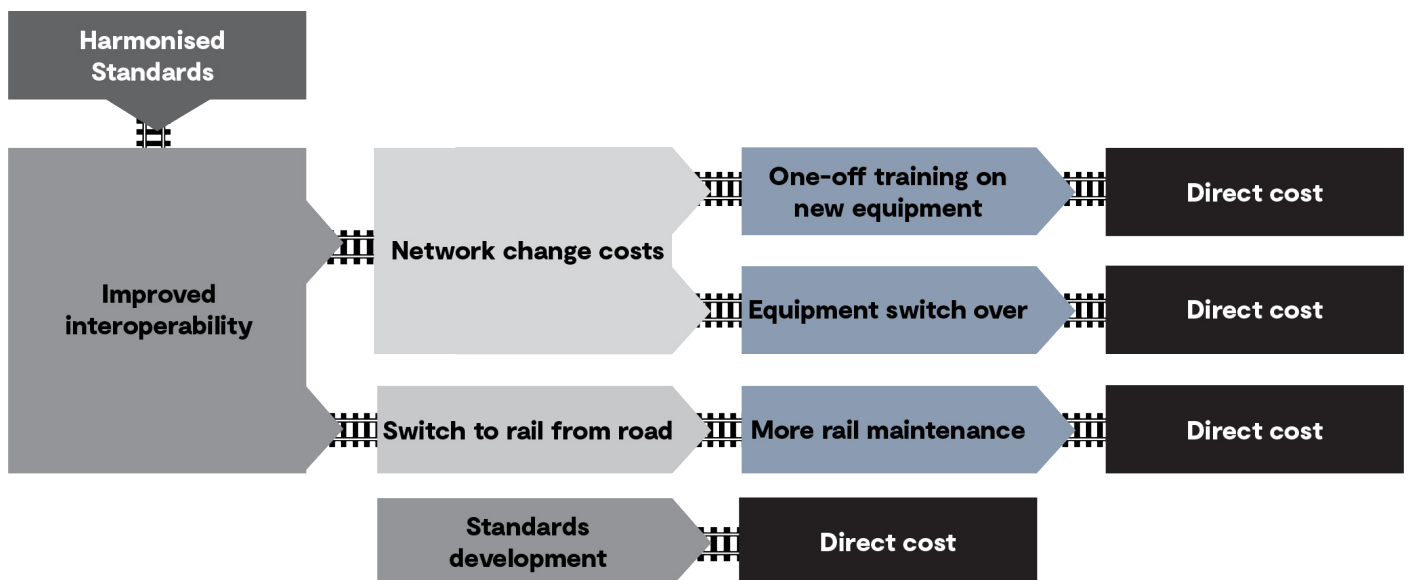 Harmonised
Standards
Improved
interoperability
Network change costs
One-off training on
new equipment
Direct cost
Equipment switch over
Direct cost
Switch to rail from road
More rail maintenance
Direct cost
Standards
development
Direct cost